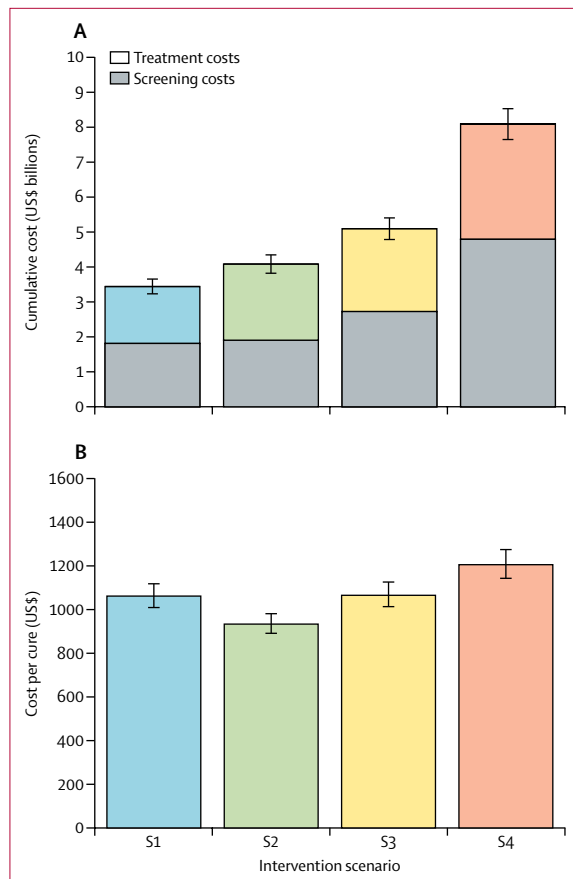 A
Treatment costs
Screening costs
Cumulative cost (US$ billions)
10
9
8
7
6
5
4
3
2
1
0
B
Cost per cure (US$)
1600
1400
1200
1000
800
600
400
200
0
S1 S2 S3 S4
Intervention scenario